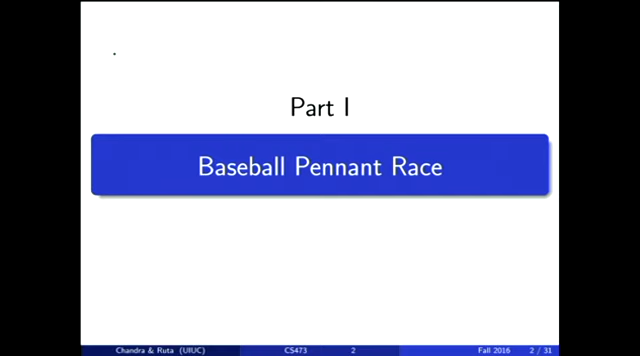 Part I
Baseball Pennant Race
Chandra & Ruta (UIUC) CS473 2 Fall 2016 2 / 31